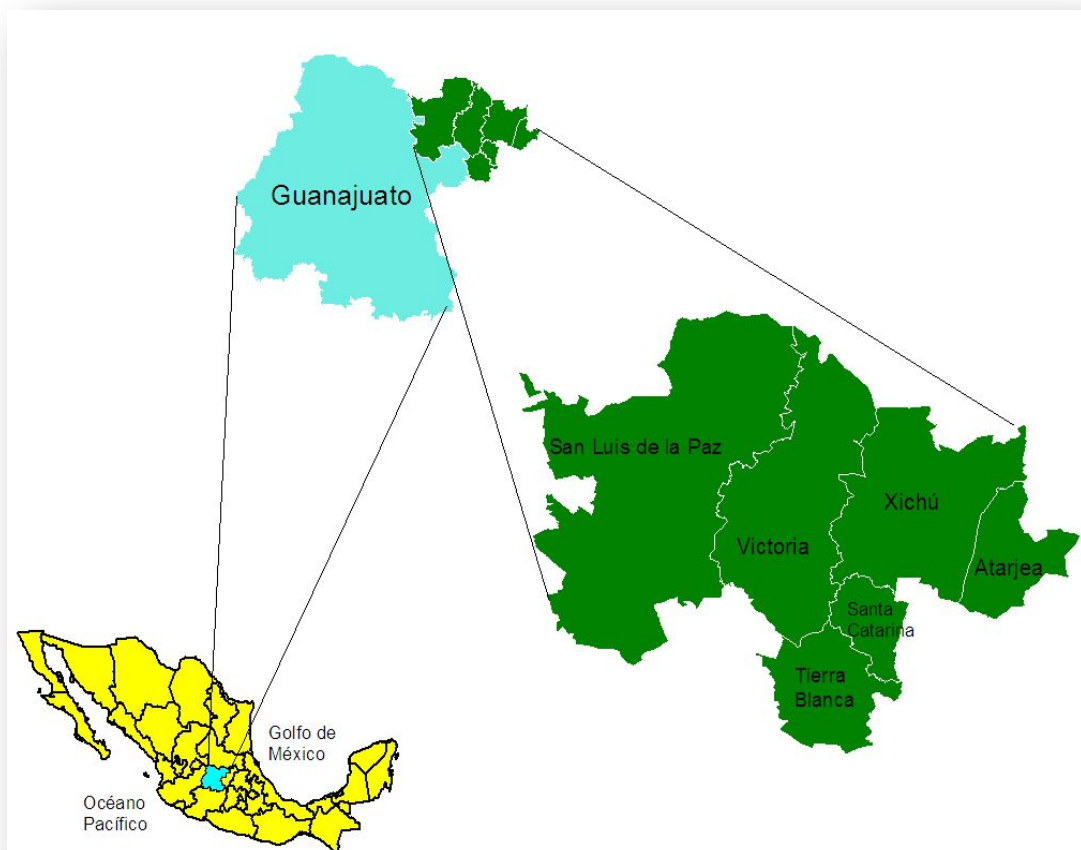 Guanajuato
San Luis de la Paz
Xichú
Victoria
Atarjea
Santa
Catarina
Tierra
Blanca
Golfo de
México
Océano
Pacífico